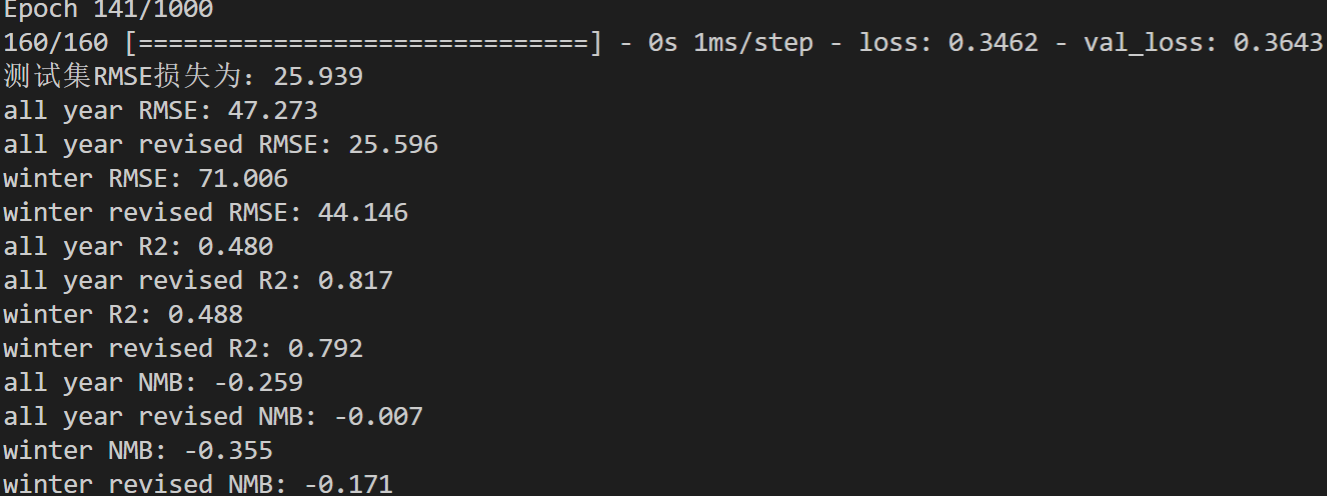 Epoch 141/1000
160/160 [==============================] - 0s 1ms/step - loss: 0.3462 - val_loss: 0.3643
测试集RMSE损失为：25.939
all year RMSE: 47.273
all year revised RMSE: 25.596
winter RMSE: 71.006
winter revised RMSE: 44.146
all year R2: 0.480
all year revised R2: 0.817
winter R2: 0.488
winter revised R2: 0.792
all year NMB: -0.259
all year revised NMB: -0.007
winter NMB: -0.355
winter revised NMB: -0.171